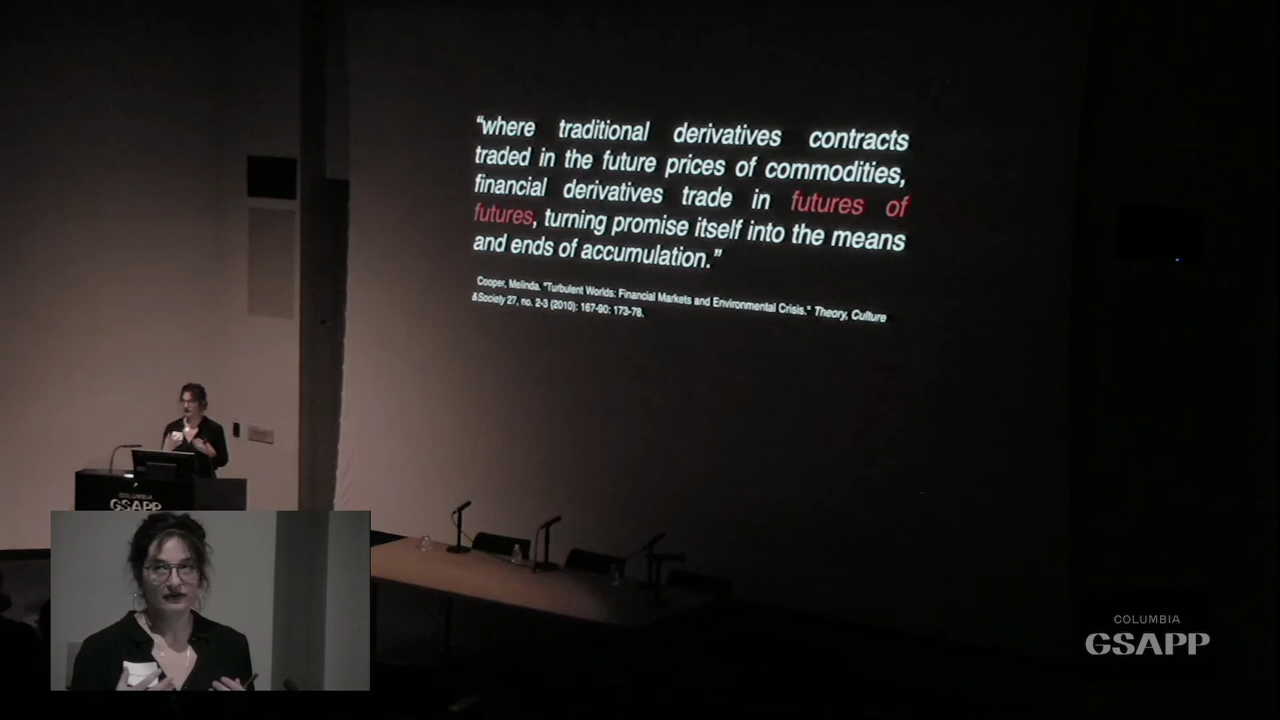 “where traditional derivatives contracts
traded in the future prices of commodities,
financial derivatives trade in futures of
futures, turning promise itself into the means
and ends of accumulation.”
Cooper, Melinda. "Turbulent Worlds: Financial Markets and Environmental Crisis." Theory, Culture
&Society 27, no. 2-3 (2010): 167-90: 173-78.
COLUMBIA
GSAPP
COLUMBIA
GSAPP